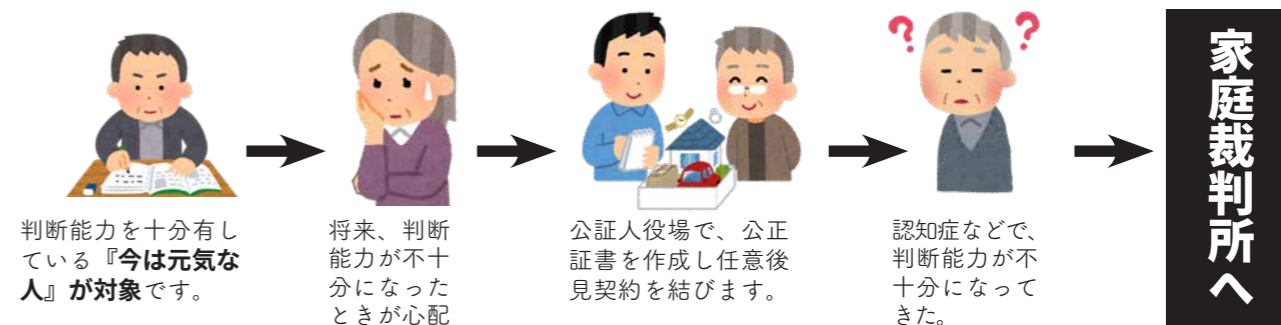 判断能力を十分有し
ている『今は元気な
人』が対象です。
将来、判断
能力が不十
分になった
ときが心配
公証人役場で、公正
証書を作成し任意後
見契約を結びます。
認知症などで、
判断能力が不
十分になって
きた。
家庭裁判所へ